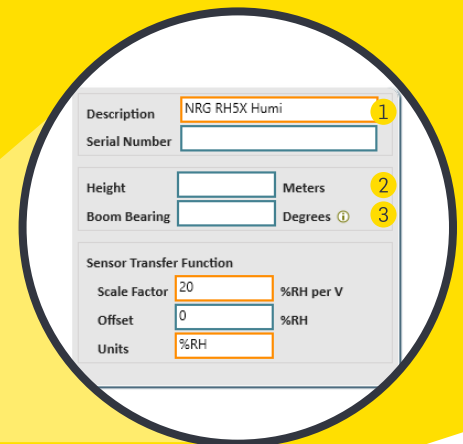 Description NRG RH5X Humi 1
Serial Number
Height Meters 2
Boom Bearing Degrees i 3
Sensor Transfer Function
Scale Factor 20 %RH per V
Offset 0 %RH
Units %RH